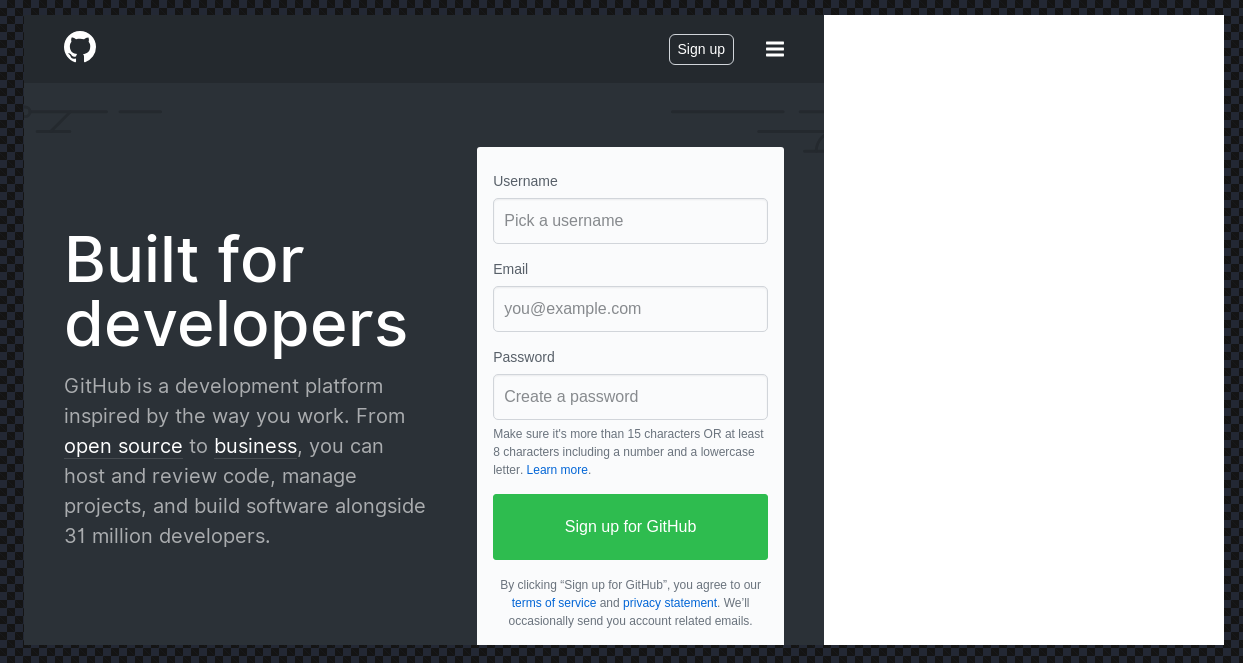 Sign up
Built for
developers
GitHub is a development platform
inspired by the way you work. From
open source to business, you can
host and review code, manage
projects, and build software alongside
31 million developers.
Username
Pick a username
Email
you@example.com
Password
Create a password
Make sure it's more than 15 characters OR at least
8 characters including a number and a lowercase
letter. Learn more.
Sign up for GitHub
By clicking “Sign up for GitHub”, you agree to our
terms of service and privacy statement. We’ll
occasionally send you account related emails.